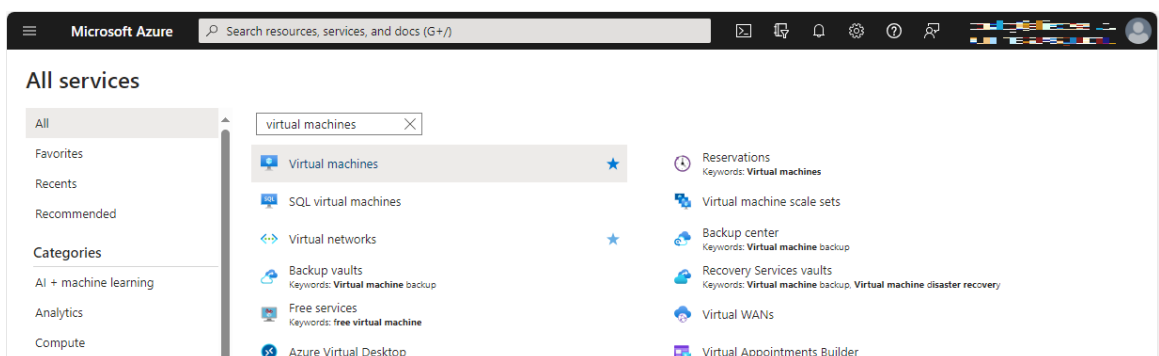 Microsoft Azure
Search resources, services, and docs (G+/)
All services
All
Favorites
Recents
Recommended
Categories
AI + machine learning
Analytics
Compute
virtual machines
Virtual machines
SQL
SQL virtual machines
Virtual networks
Backup vaults
Keywords: Virtual machine backup
Free services
Keywords: free virtual machine
Azure Virtual Desktop
Reservations
Keywords: Virtual machines
Virtual machine scale sets
Backup center
Keywords: Virtual machine backup
Recovery Services vaults
Keywords: Virtual machine backup, Virtual machine disaster recovery
Virtual WANs
Virtual Appointments Builder